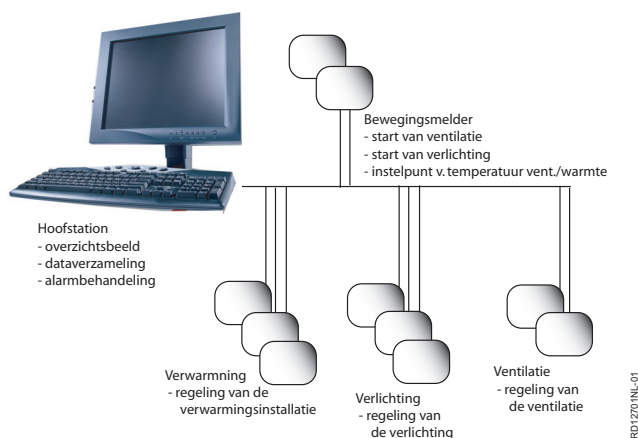 Bewegingsmelder
- start van ventilatie
- start van verlichting
- instelpunt v. temperatuur vent./warmte
Hoofstation
- overzichtsbeeld
- dataverzameling
- alarmbehandeling
Verwarmning
- regeling van de
verwarmingsinstallatie
Verlichting
- regeling van
de verlichting
Ventilatie
- regeling van
de ventilatie
RD12701NL-01